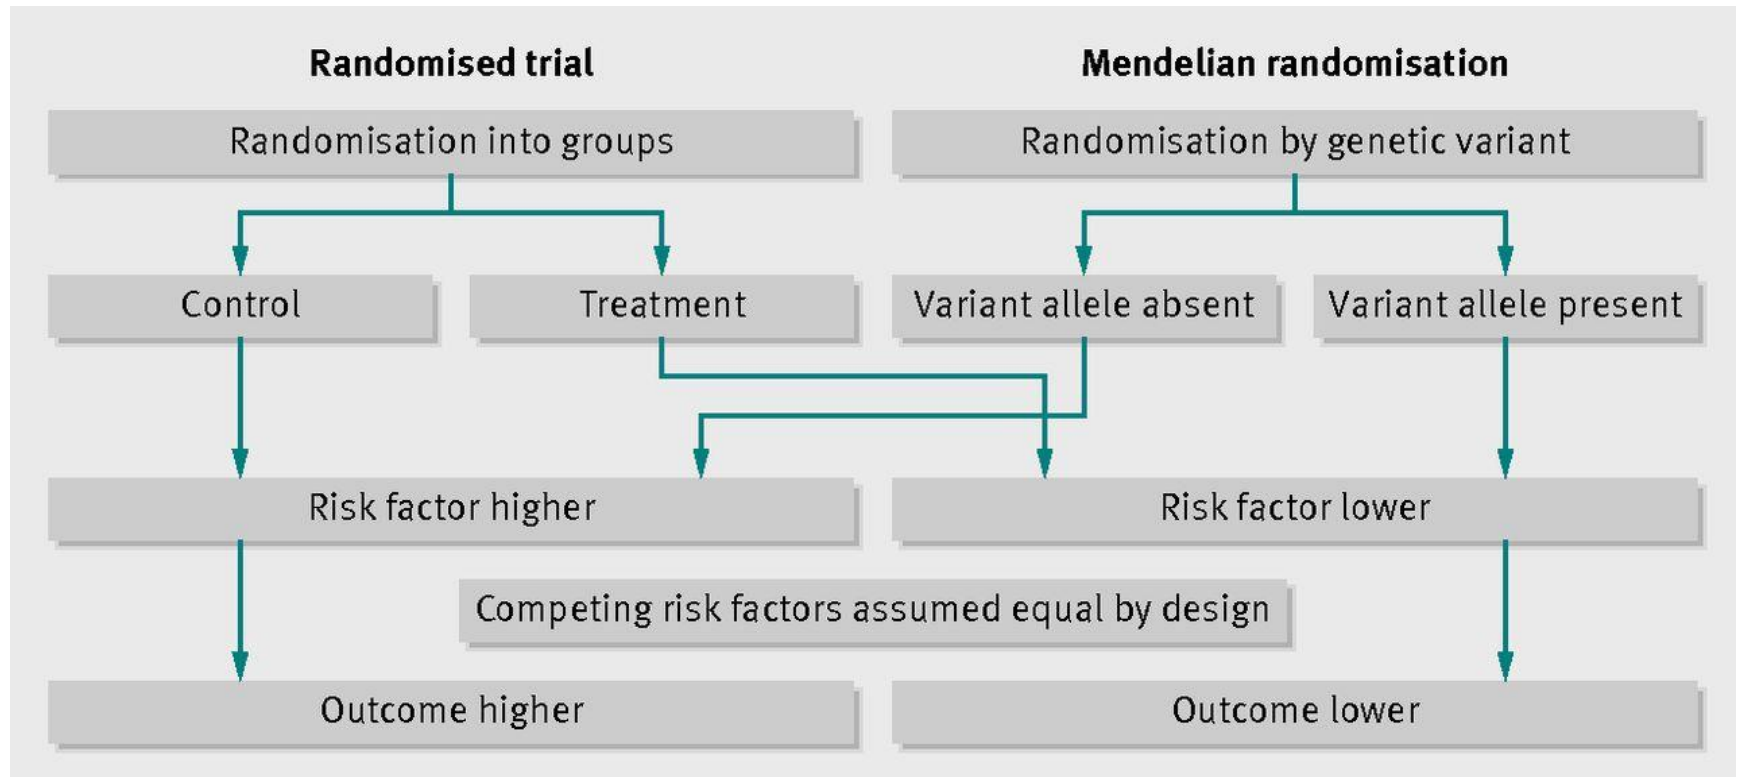 Randomised trial
Mendelian randomisation
Randomisation into groups
Randomisation by genetic variant
Control
Treatment
Variant allele absent
Variant allele present
Risk factor higher
Risk factor lower
Competing risk factors assumed equal by design
Outcome higher
Outcome lower